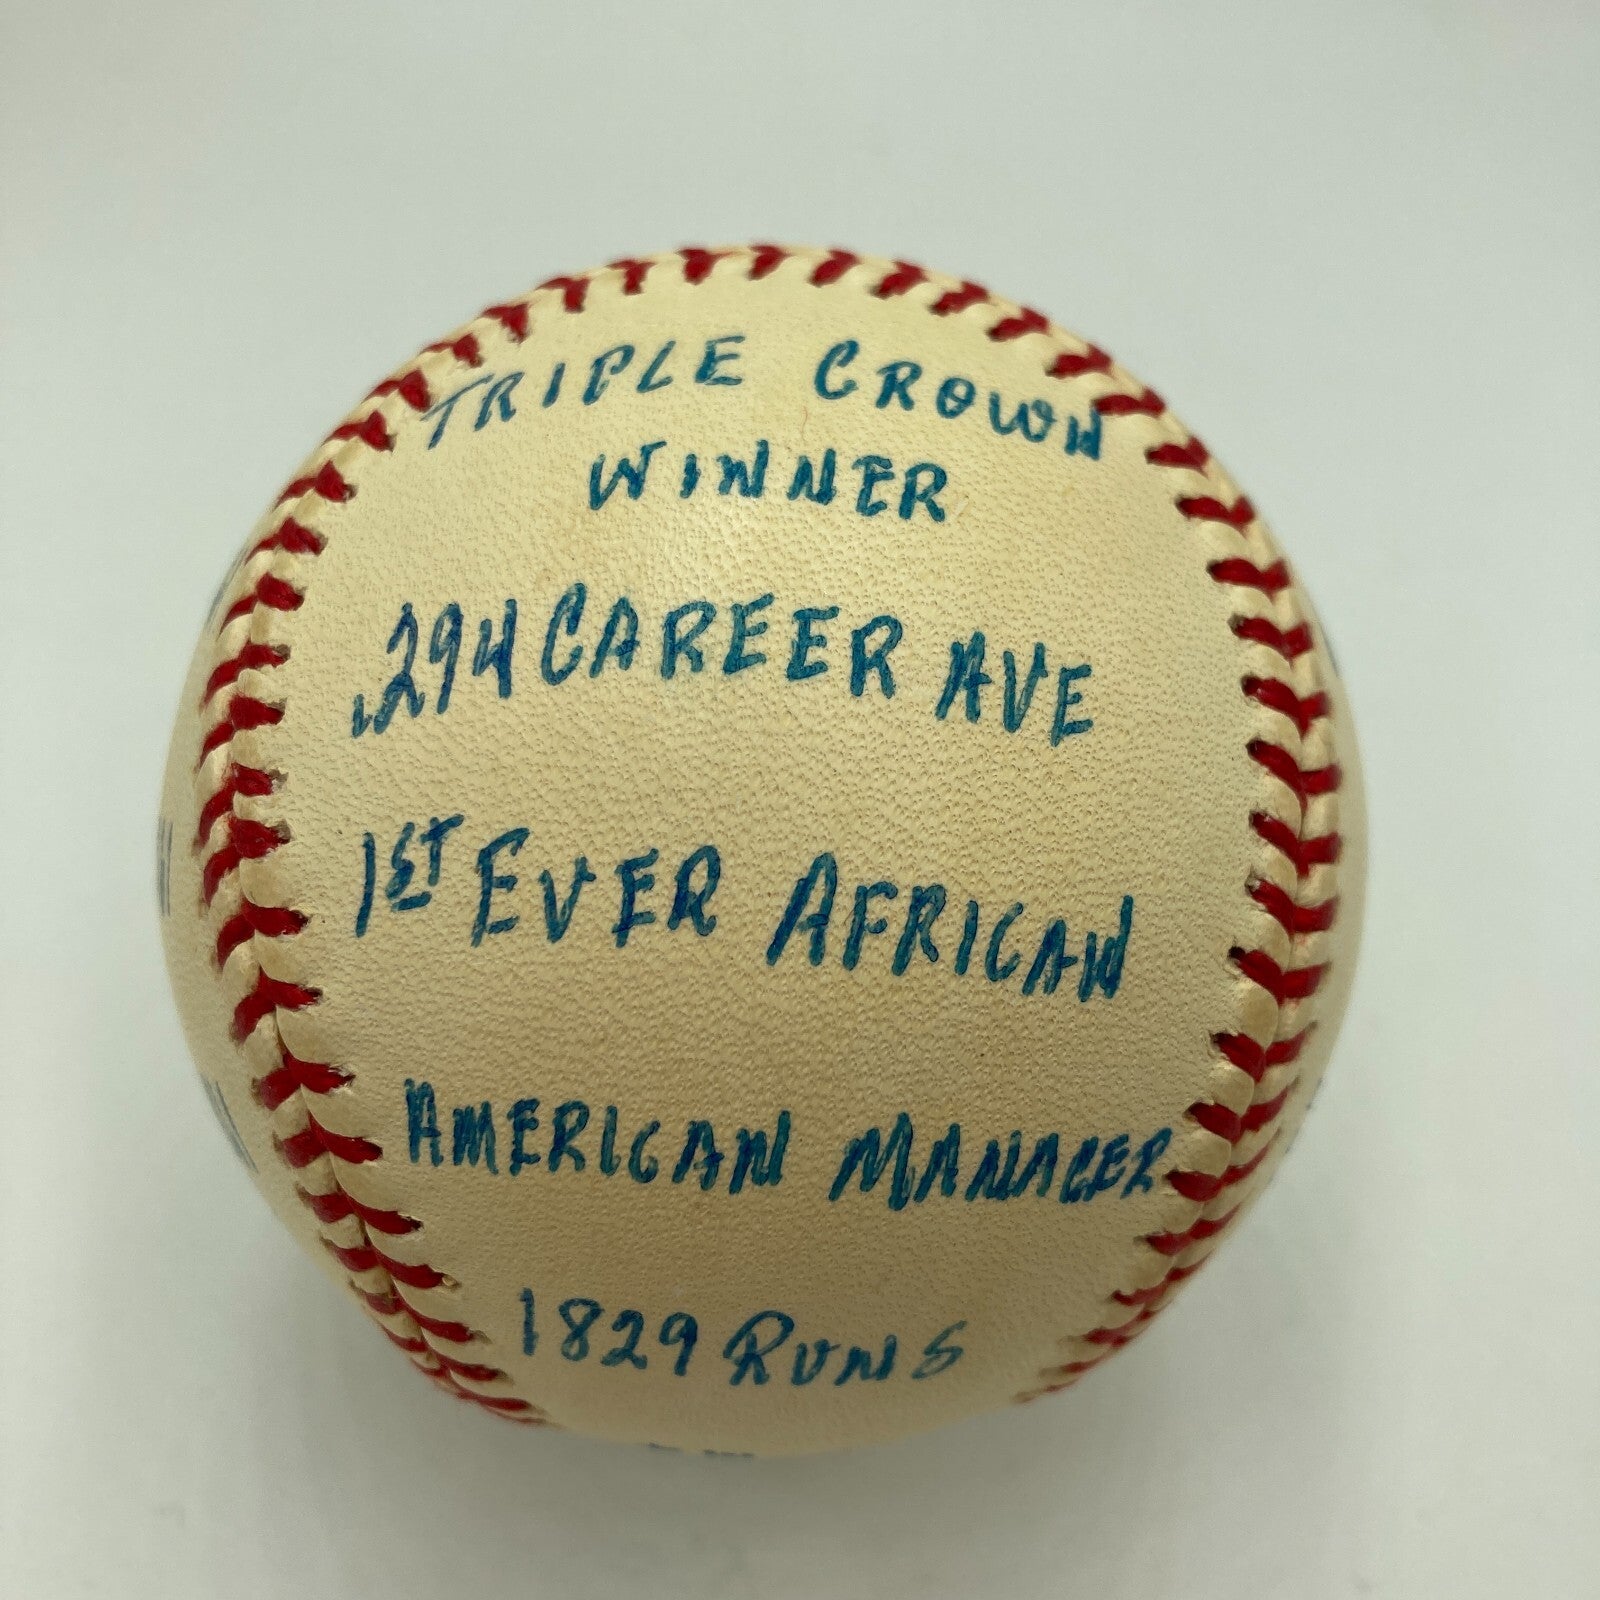 TRIPLE CROWN
WINNER
.294 CAREER AVE
1ST EVER AFRICAN
AMERICAN MANAGER
1829 RUNS